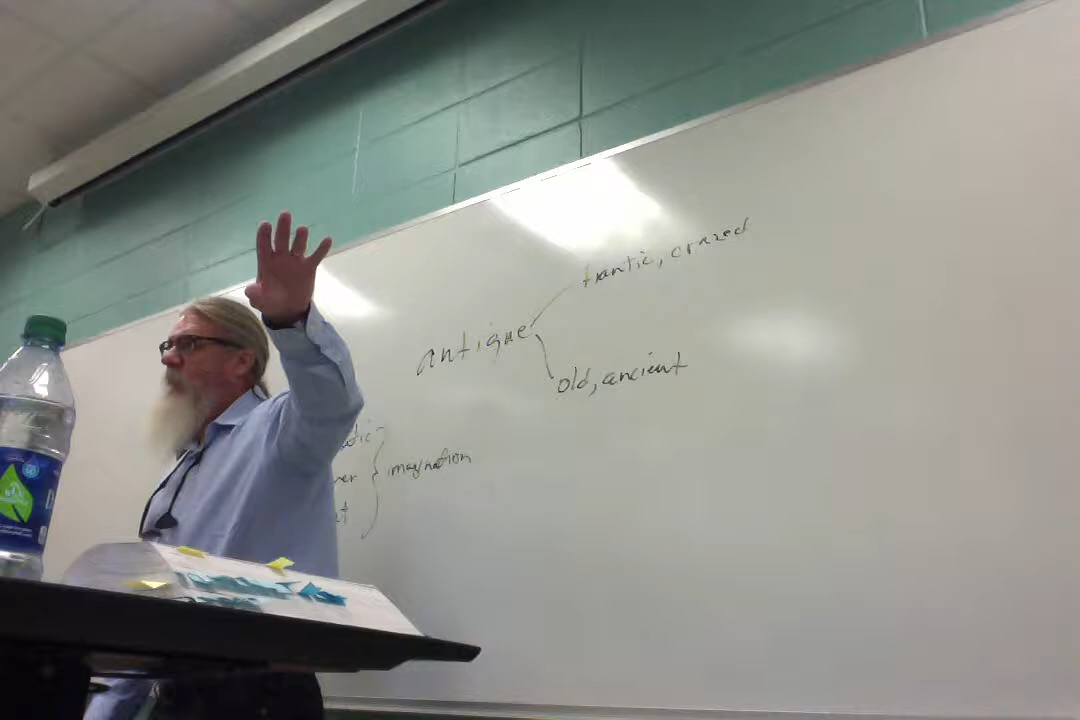 frantic, crazed
antique
old, ancient
imagination